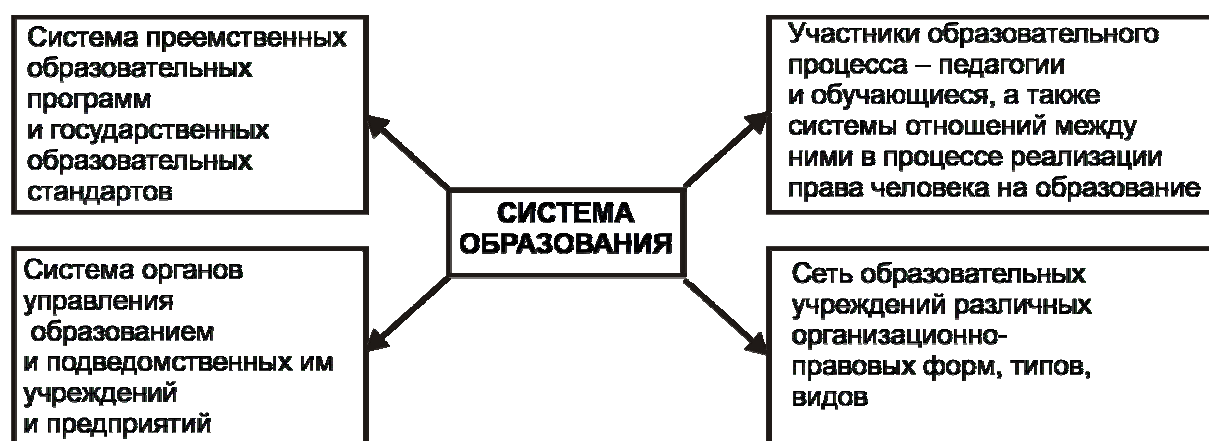 Система преемственных
образовательных
программ
и государственных
образовательных
стандартов
Участники образовательного
процесса – педагогии
и обучающиеся, а также
системы отношений между
ними в процессе реализации
права человека на образование
СИСТЕМА
ОБРАЗОВАНИЯ
Система органов
управления
образованием
и подведомственных им
учреждений
и предприятий
Сеть образовательных
учреждений различных
организационно-
правовых форм, типов,
видов